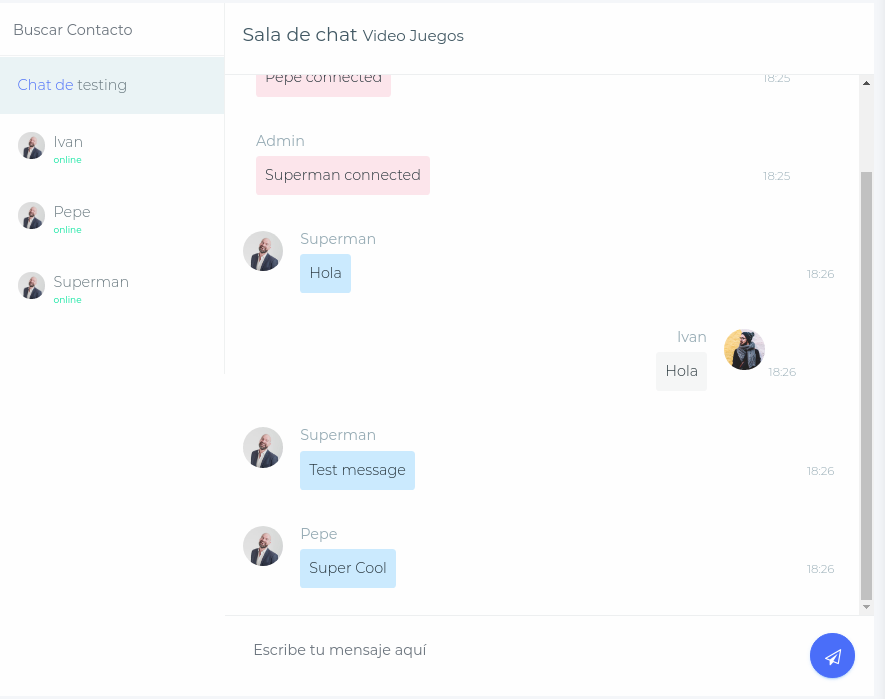 Buscar Contacto
Chat de testing
Ivan
online
Pepe
online
Superman
online
Sala de chat Video Juegos
Pepe connected
18:25
Admin
Superman connected
18:25
Superman
Hola
18:26
Ivan
Hola
18:26
Superman
Test message
18:26
Pepe
Super Cool
18:26
Escribe tu mensaje aquí